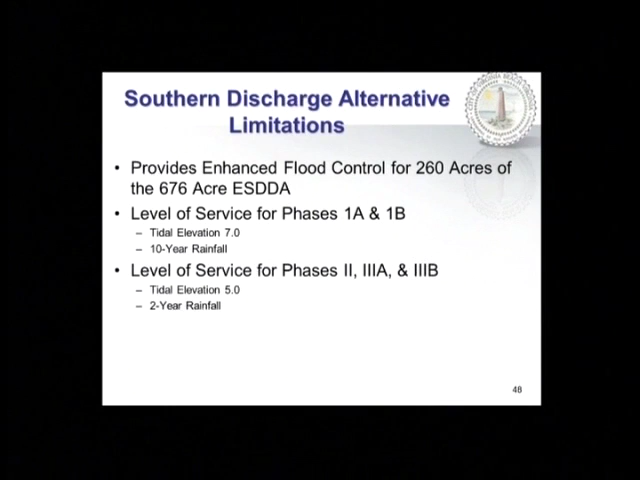 Southern Discharge Alternative
Limitations
• Provides Enhanced Flood Control for 260 Acres of
the 676 Acre ESDDA
• Level of Service for Phases 1A & 1B
– Tidal Elevation 7.0
– 10-Year Rainfall
• Level of Service for Phases II, IIIA, & IIIB
– Tidal Elevation 5.0
– 2-Year Rainfall
48